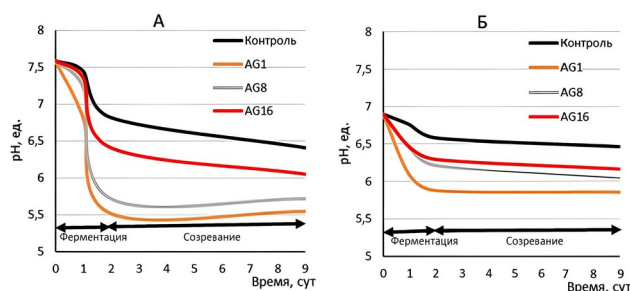 А
8
7,5
7
6,5
6
5,5
5
рН, ед.
Контроль
AG1
AG8
AG16
Ферментация
Созревание
0 1 2 3 4 5 6 7 8 9
Время, сут
Б
8
7,5
7
6,5
6
5,5
5
рН, ед.
Контроль
AG1
AG8
AG16
Ферментация
Созревание
0 1 2 3 4 5 6 7 8 9
Время, сут